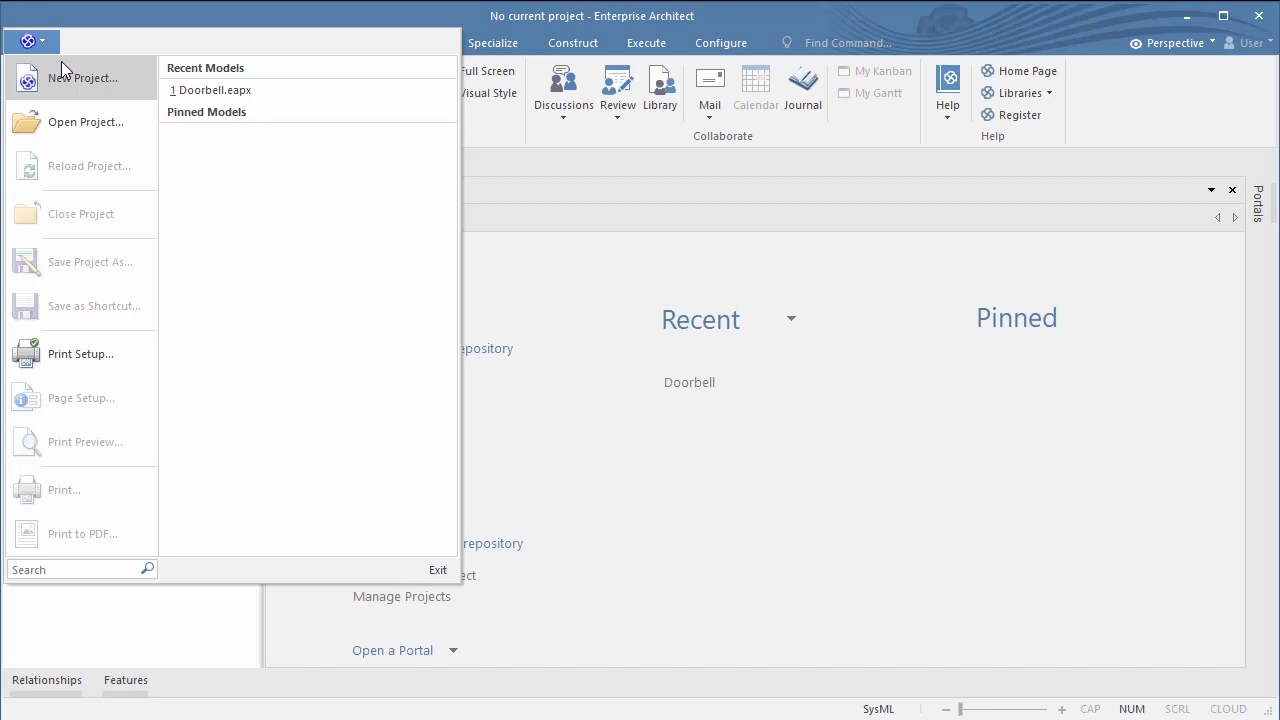 No current project - Enterprise Architect
Specialize
Construct
Execute
Configure
Find Command...
Perspective
User
New Project...
Open Project...
Reload Project...
Close Project
Save Project As...
Save as Shortcut...
Print Setup...
Page Setup...
Print Preview...
Print...
Print to PDF...
Search
Recent Models
1 Doorbell.eapx
Pinned Models
Exit
Full Screen
Visual Style
Discussions
Review
Library
Mail
Calendar
Journal
Collaborate
My Kanban
My Gantt
Help
Home Page
Libraries
Register
Help
Portals
epository
Recent
Pinned
Doorbell
repository
ect
Manage Projects
Open a Portal
Relationships
Features
SysML
CAP
NUM
SCRL
CLOUD